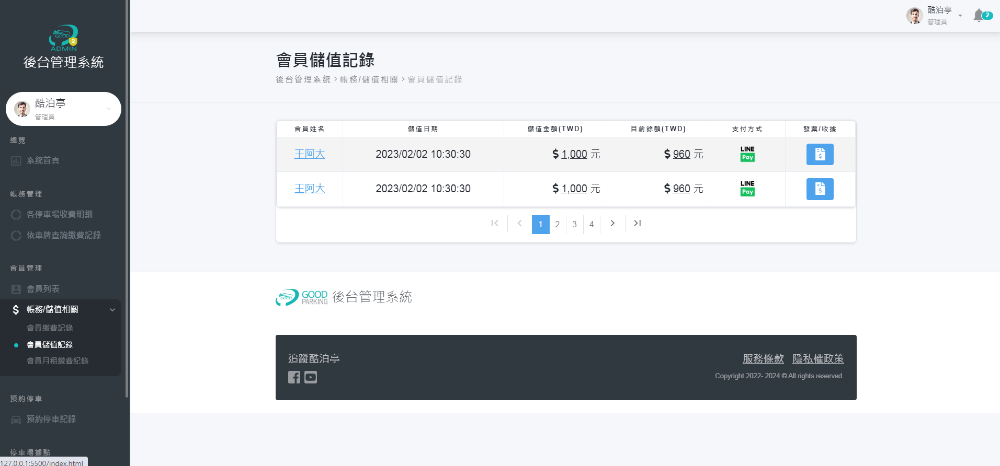 GOOD
ADMIN
後台管理系統
酷泊亭
管理員
總覽
系統首頁
帳務管理
各停車場收費明細
依車牌查詢繳費記錄
會員管理
會員列表
帳務/儲值相關
會員繳費記錄
會員儲值記錄
會員月租繳費紀錄
預約停車
預約停車紀錄
停車場據點
127.0.0.1:5500/index.html
酷泊亭
管理員
2
會員儲值記錄
後台管理系統 > 帳務/儲值相關 > 會員儲值記錄
會員姓名 儲值日期 儲值金額(TWD) 目前餘額(TWD) 支付方式 發票/收據
王阿大 2023/02/02 10:30:30 $ 1,000 元 $ 960 元 LINE Pay
王阿大 2023/02/02 10:30:30 $ 1,000 元 $ 960 元 LINE Pay
1 2 3 4
GOOD GOOD PARKING 後台管理系統
追蹤酷泊亭
服務條款 隱私權政策
Copyright 2022- 2024 © All rights reserved.